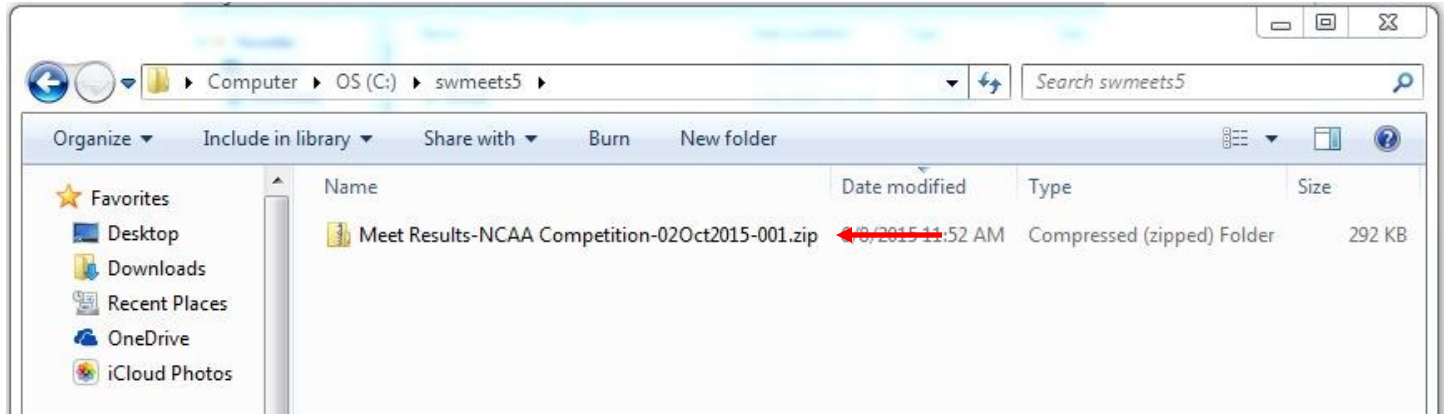 Computer OS (C:) swmeets5 Search swmeets5
Organize Include in library Share with Burn New folder
Favorites
Desktop
Downloads
Recent Places
OneDrive
iCloud Photos
Name Date modified Type Size
Meet Results-NCAA Competition-02Oct2015-001.zip 11:52 AM Compressed (zipped) Folder 292 KB